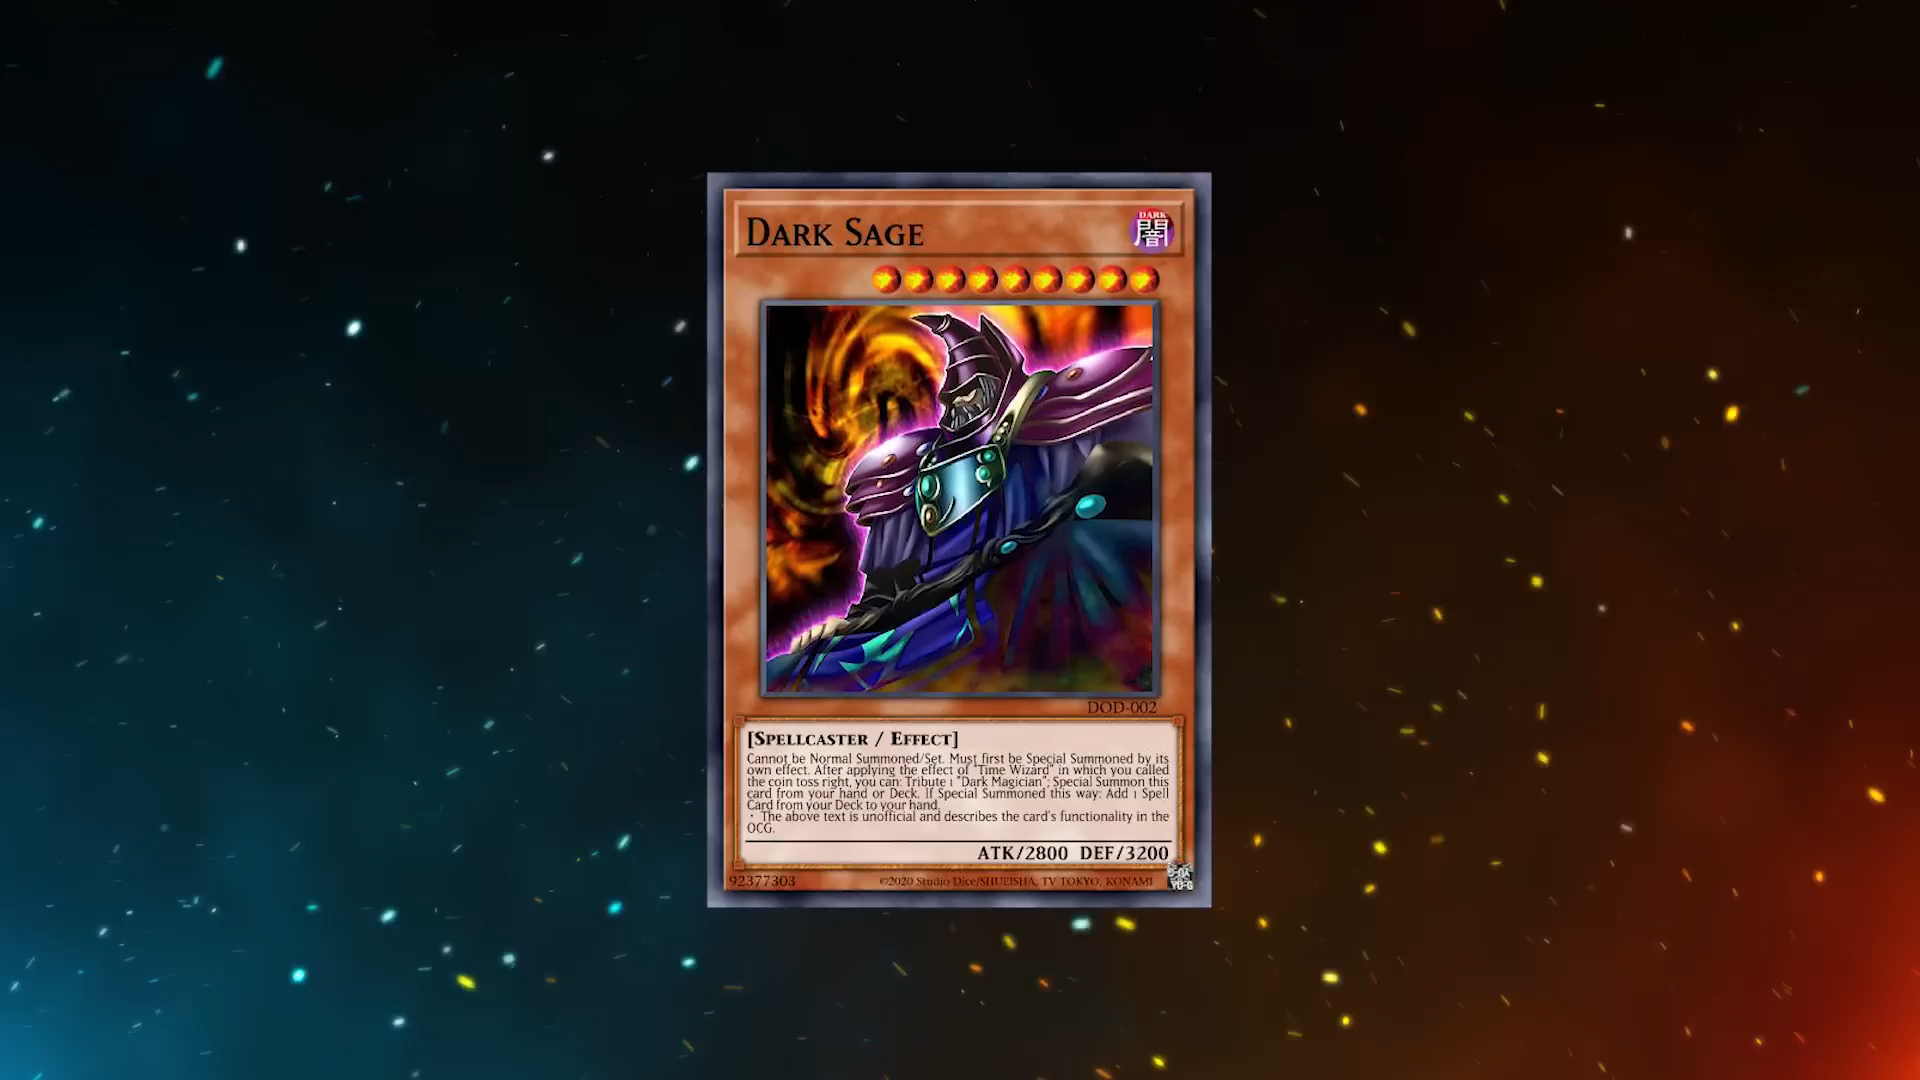 DARK SAGE
DARK
闇
DOD-002
[SPELLCASTER / EFFECT]
Cannot be Normal Summoned/Set. Must first be Special Summoned by its
own effect. After applying the effect of "Time Wizard" in which you called
the coin toss right, you can: Tribute 1 "Dark Magician"; Special Summon this
card from your hand or Deck. If Special Summoned this way: Add 1 Spell
Card from your Deck to your hand.
· The above text is unofficial and describes the card's functionality in the
OCG.
ATK/2800 DEF/3200
92377303
©2020 Studio Dice/SHUEISHA, TV TOKYO, KONAMI